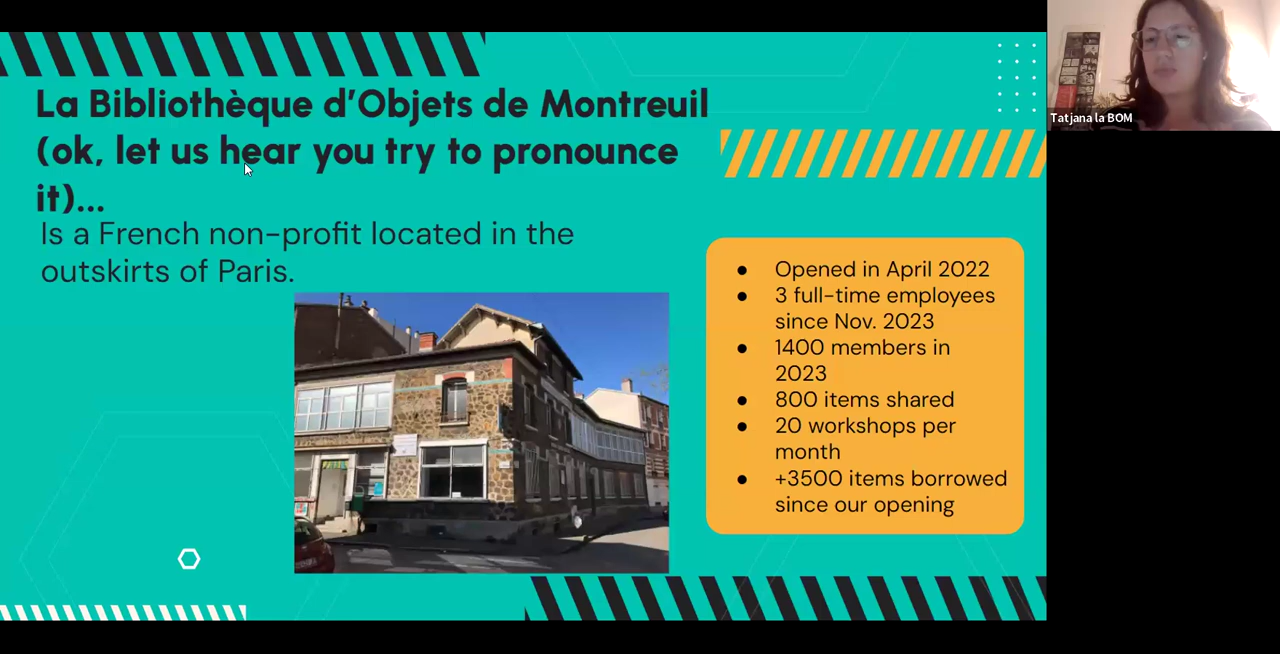 La Bibliothèque d'Objets de Montreuil
(ok, let us hear you try to pronounce
it)...
Is a French non-profit located in the
outskirts of Paris.
● Opened in April 2022
● 3 full-time employees
since Nov. 2023
● 1400 members in
2023
● 800 items shared
● 20 workshops per
month
● +3500 items borrowed
since our opening
Tatjana la BOM